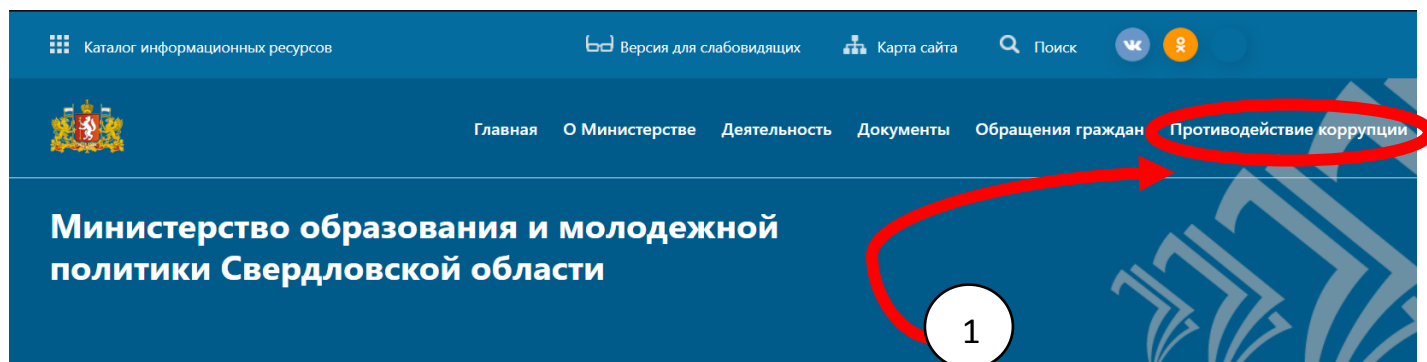 Каталог информационных ресурсов
Версия для слабовидящих
Карта сайта
Поиск
Главная
О Министерстве
Деятельность
Документы
Обращения граждан
Противодействие коррупции
Министерство образования и молодежной
политики Свердловской области
1